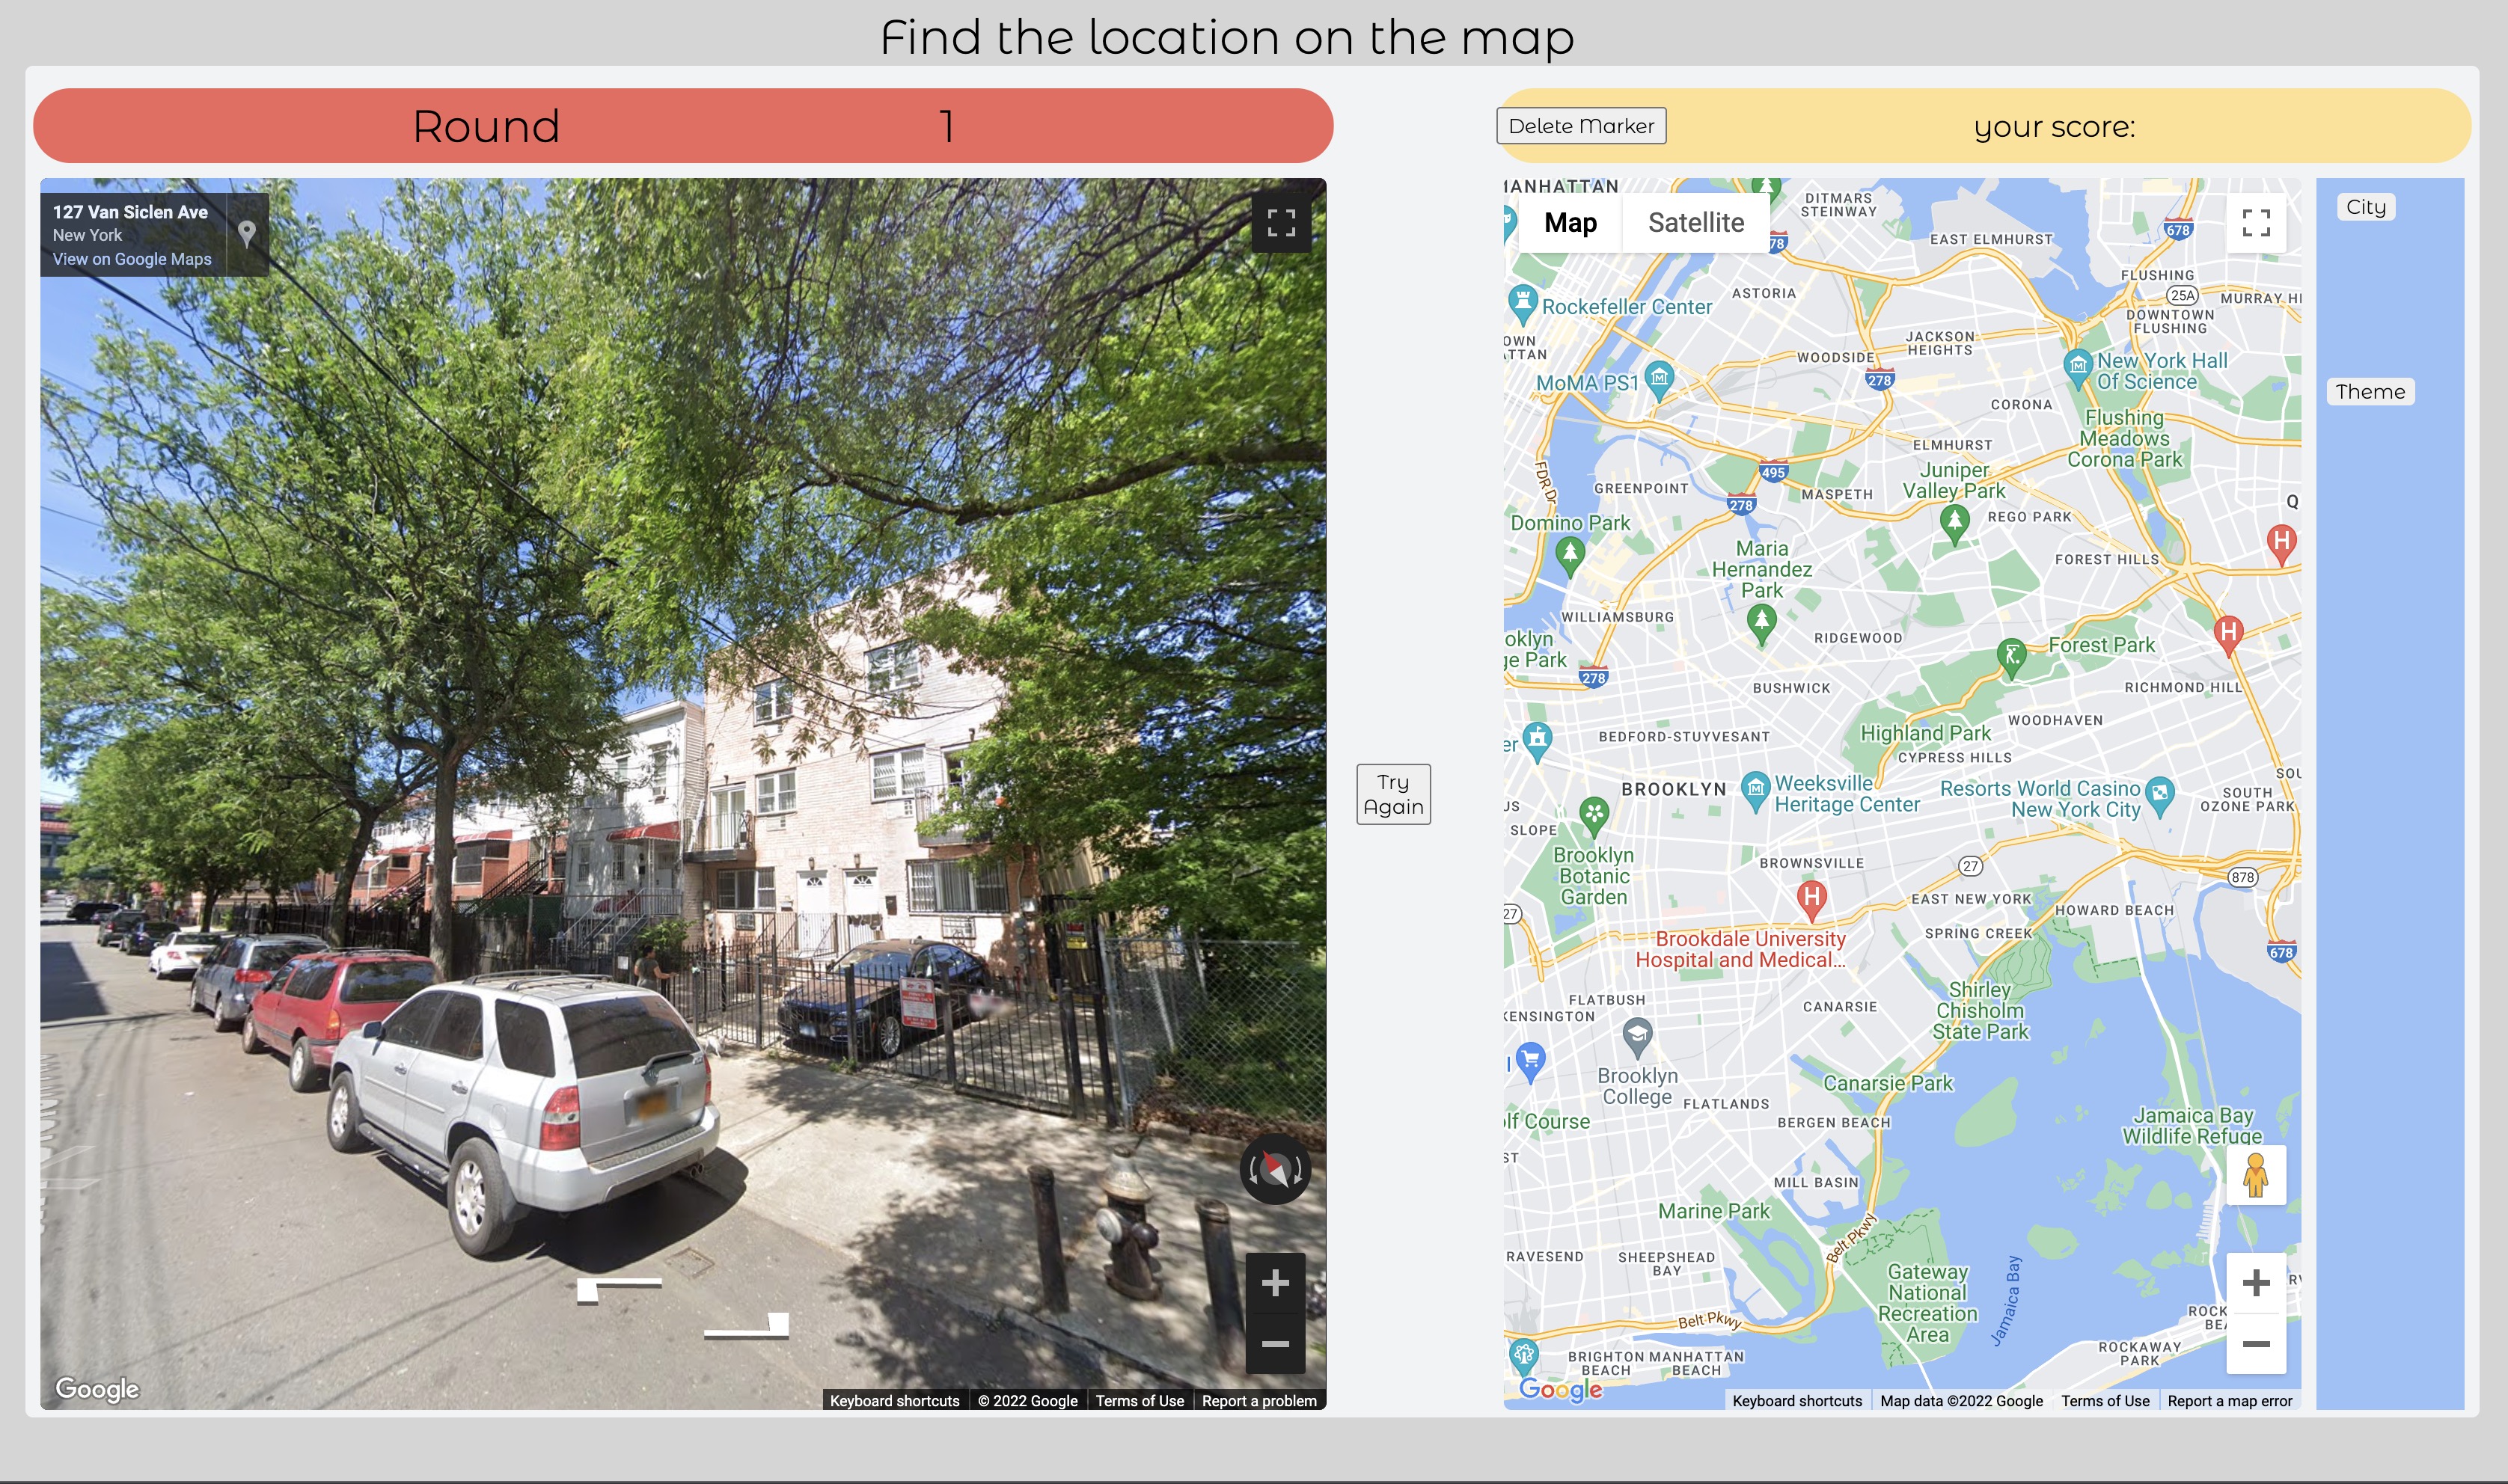 Find the location on the map
Round 1
Delete Marker
your score:
127 Van Siclen Ave
New York
View on Google Maps
Google
Keyboard shortcuts
© 2022 Google
Terms of Use
Report a problem
Try
Again
Map
Satellite
City
Theme
DITMARS
STEINWAY
EAST ELMHURST
678
78
FLUSHING
25A
MURRAY HI
DOWNTOWN
FLUSHING
ASTORIA
Rockefeller Center
OWN
ATTAN
JACKSON
HEIGHTS
WOODSIDE
New York Hall
Of Science
MoMA PS1
278
CORONA
Flushing
Meadows
Corona Park
ELMHURST
FDR Dr
495
Juniper
Valley Park
GREENPOINT
MASPETH
278
Q
REGO PARK
Domino Park
Maria
Hernandez
Park
FOREST HILLS
H
WILLIAMSBURG
RIDGEWOOD
Forest Park
H
oklyn
ge Park
278
BUSHWICK
RICHMOND HILL
WOODHAVEN
Highland Park
BEDFORD-STUYVESANT
er
CYPRESS HILLS
BROOKLYN
Weeksville
Heritage Center
Resorts World Casino
New York City
SOU
SOUTH
OZONE PARK
US
SLOPE
Brooklyn
Botanic
Garden
BROWNSVILLE
27
878
H
EAST NEW YORK
HOWARD BEACH
27
SPRING CREEK
Brookdale University
Hospital and Medical...
678
Shirley
Chisholm
State Park
FLATBUSH
CANARSIE
KENSINGTON
Brooklyn
College
Canarsie Park
FLATLANDS
BERGEN BEACH
lf Course
Jamaica Bay
Wildlife Refuge
ST
MILL BASIN
Marine Park
Belt Pkwy
RAVESEND
SHEEPSHEAD
BAY
Gateway
National
Recreation
Area
Jamaica Bay
Belt Pkwy
ROCK
BEA
ROCKAWAY
PARK
BRIGHTON
BEACH
MANHATTAN
BEACH
Google
Keyboard shortcuts
Map data ©2022 Google
Terms of Use
Report a map error